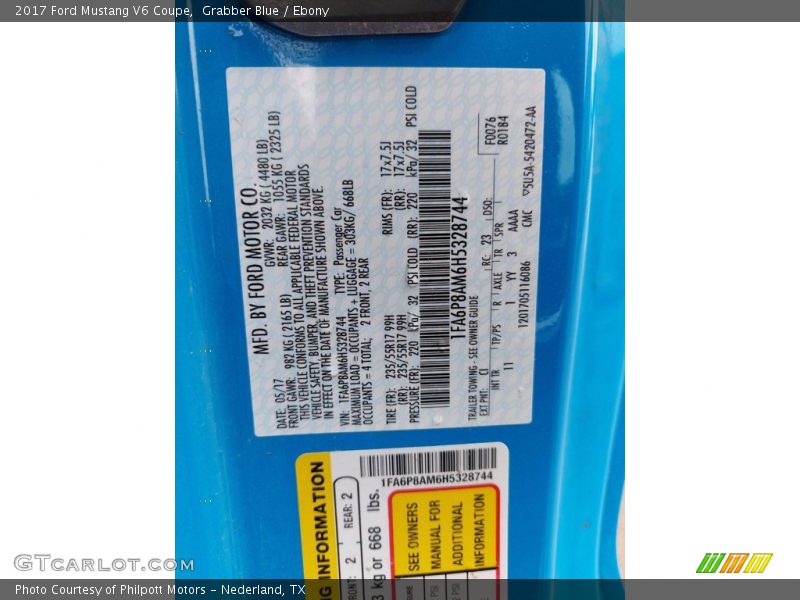 2017 Ford Mustang V6 Coupe,  Grabber Blue / Ebony
MFD. BY FORD MOTOR CO.
DATE: 05/17
GVWR: 2032 KG ( 4480 LB)
FRONT GAWR: 982 KG ( 2165 LB)
REAR GAWR: 1055 KG ( 2325 LB)
THIS VEHICLE CONFORMS TO ALL APPLICABLE FEDERAL MOTOR
VEHICLE SAFETY, BUMPER, AND THEFT PREVENTION STANDARDS
IN EFFECT ON THE DATE OF MANUFACTURE SHOWN ABOVE.
VIN: 1FA6P8AM6H5328744
TYPE: Passenger Car
MAXIMUM LOAD = OCCUPANTS + LUGGAGE = 303KG/ 668LB
OCCUPANTS = 4 TOTAL; 2 FRONT, 2 REAR
TIRE (FR): 235/55R17 99H RIMS (FR): 17x7.5J
(RR): 235/55R17 99H (RR): 17x7.5J
PRESSURE (FR): 220 kPa/ 32 PSI COLD (RR): 220 kPa/ 32 PSI COLD
1FA6P8AM6H5328744
TRAILER TOWING - SEE OWNER GUIDE
F0076
R0184
EXT PNT: CI RC: 23 DSO:
INT TR TP/PS R AXLE TR SPR
11 1 YY 3 AAAA
1201705116086 CMC ▽5U5A-5420472-AA
1FA6P8AM6H5328744
INFORMATION
FRONT: 2 REAR: 2
kg or 668 lbs.
SEE OWNERS
MANUAL FOR
ADDITIONAL
INFORMATION
GTCarLot.com
Photo Courtesy of Philpott Motors - Nederland, TX